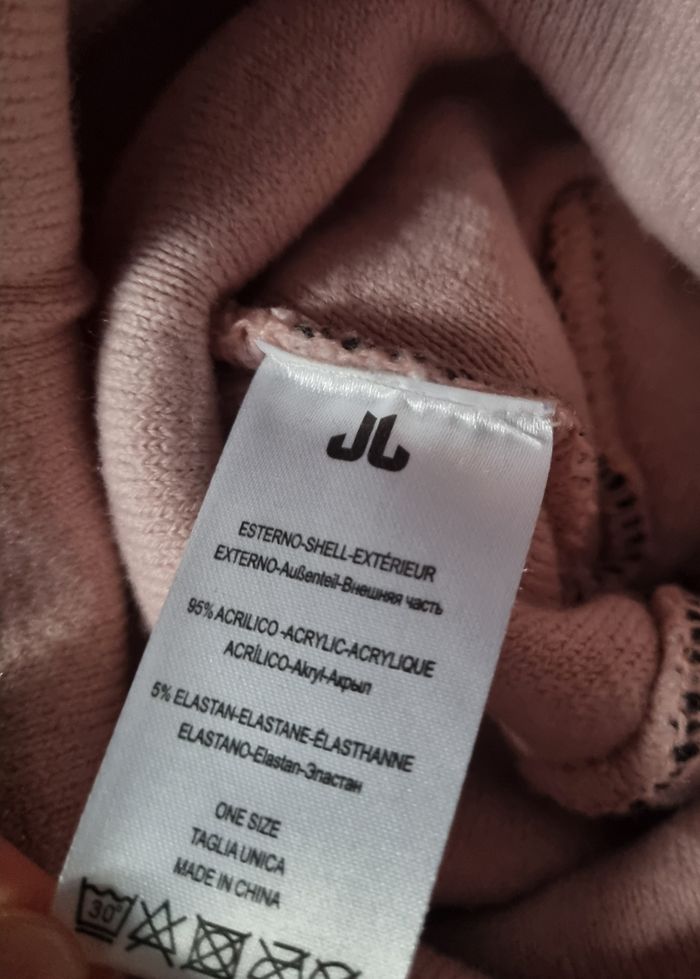 JL
ESTERNO-SHELL-EXTÉRIEUR
EXTERNO-Außenteil-Внешняя часть
95% ACRILICO -ACRYLIC-ACRYLIQUE
ACRÍLICO-Akryl-Акрыл
5% ELASTAN-ELASTANE-ÉLASTHANNE
ELASTANO-Elastan-Эластан
ONE SIZE
TAGLIA UNICA
MADE IN CHINA
30°